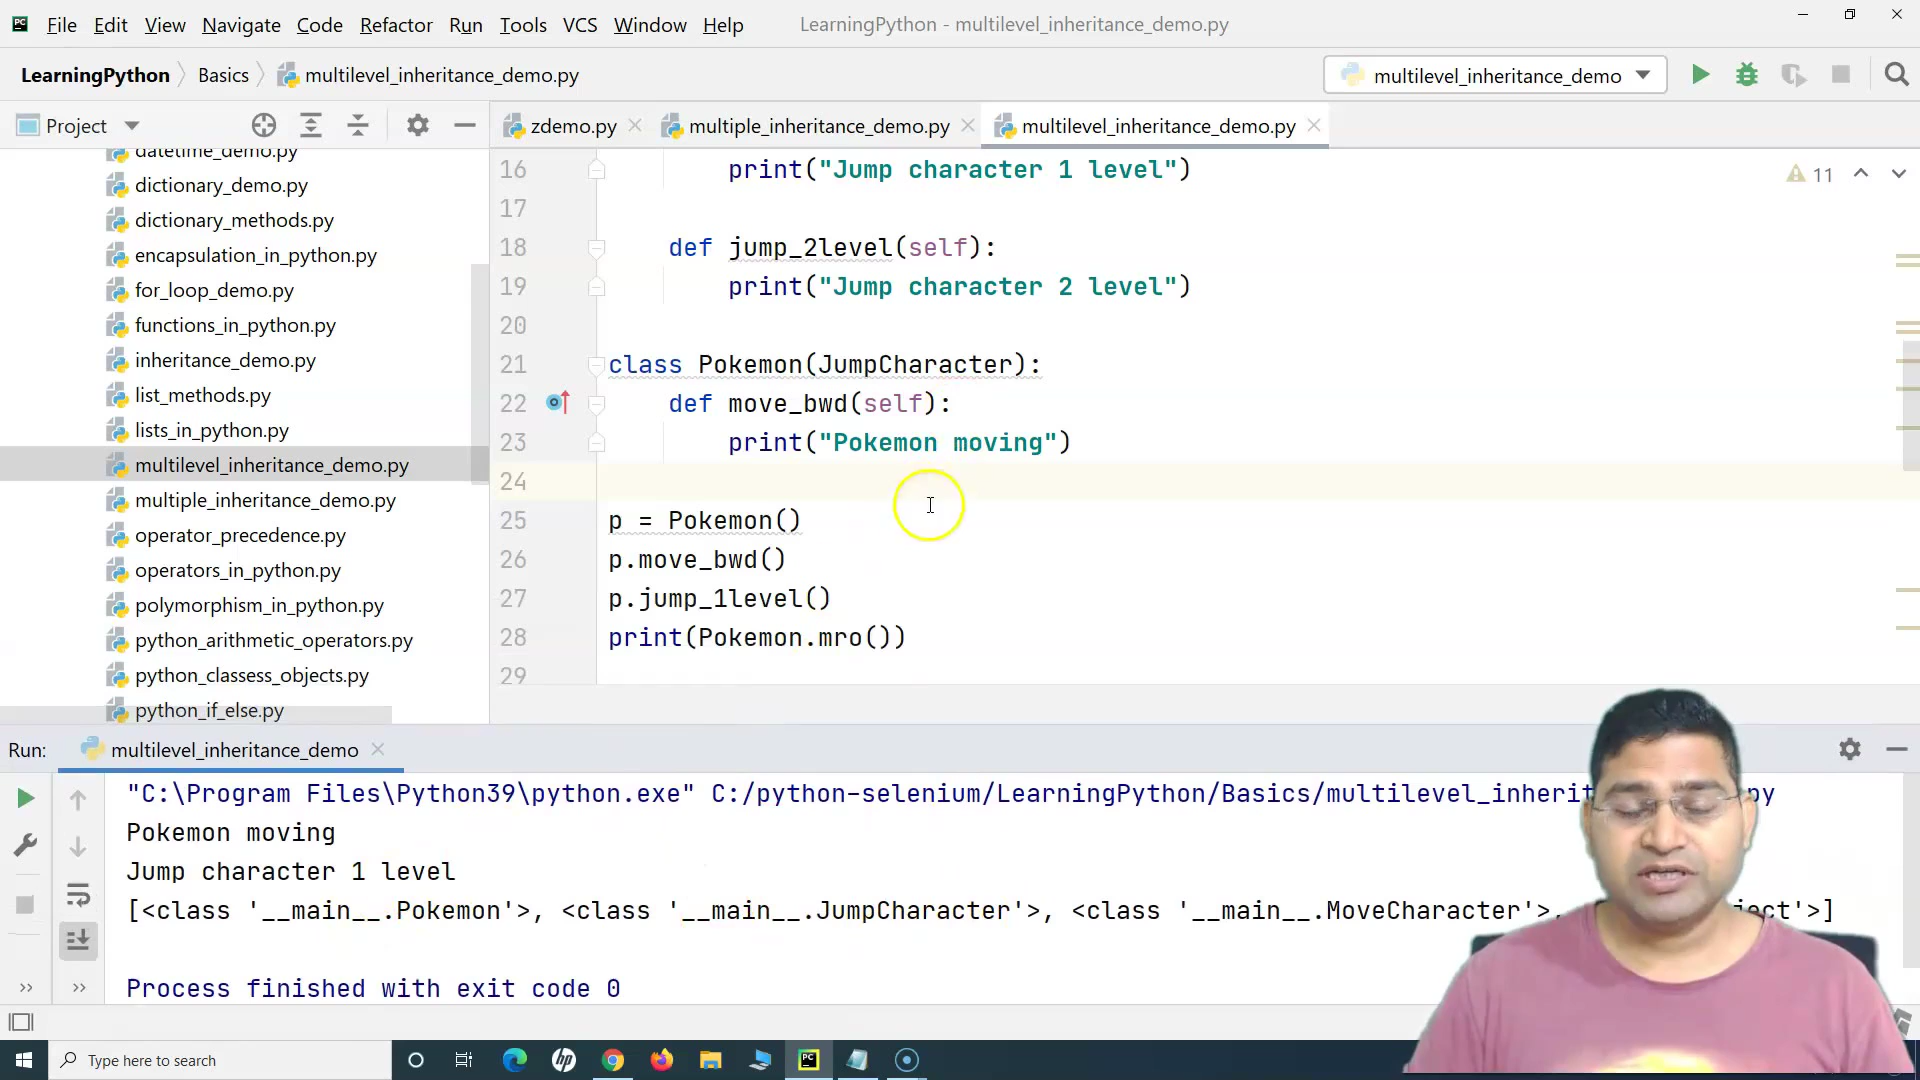 File Edit View Navigate Code Refactor Run Tools VCS Window Help LearningPython - multilevel_inheritance_demo.py
LearningPython Basics multilevel_inheritance_demo.py multilevel_inheritance_demo
Project zdemo.py multiple_inheritance_demo.py multilevel_inheritance_demo.py
datetime_demo.py
dictionary_demo.py
dictionary_methods.py
encapsulation_in_python.py
for_loop_demo.py
functions_in_python.py
inheritance_demo.py
list_methods.py
lists_in_python.py
multilevel_inheritance_demo.py
multiple_inheritance_demo.py
operator_precedence.py
operators_in_python.py
polymorphism_in_python.py
python_arithmetic_operators.py
python_classess_objects.py
python_if_else.py
16 print("Jump character 1 level")
11
17
18 def jump_2level(self):
19 print("Jump character 2 level")
20
21 class Pokemon(JumpCharacter):
22 def move_bwd(self):
23 print("Pokemon moving")
24
25 p = Pokemon()
26 p.move_bwd()
27 p.jump_1level()
28 print(Pokemon.mro())
29
Run: multilevel_inheritance_demo
"C:\Program Files\Python39\python.exe" C:/python-selenium/LearningPython/Basics/multilevel_inherit py
Pokemon moving
Jump character 1 level
[<class '__main__.Pokemon'>, <class '__main__.JumpCharacter'>, <class '__main__.MoveCharacter'>, ject'>]
Process finished with exit code 0
Type here to search